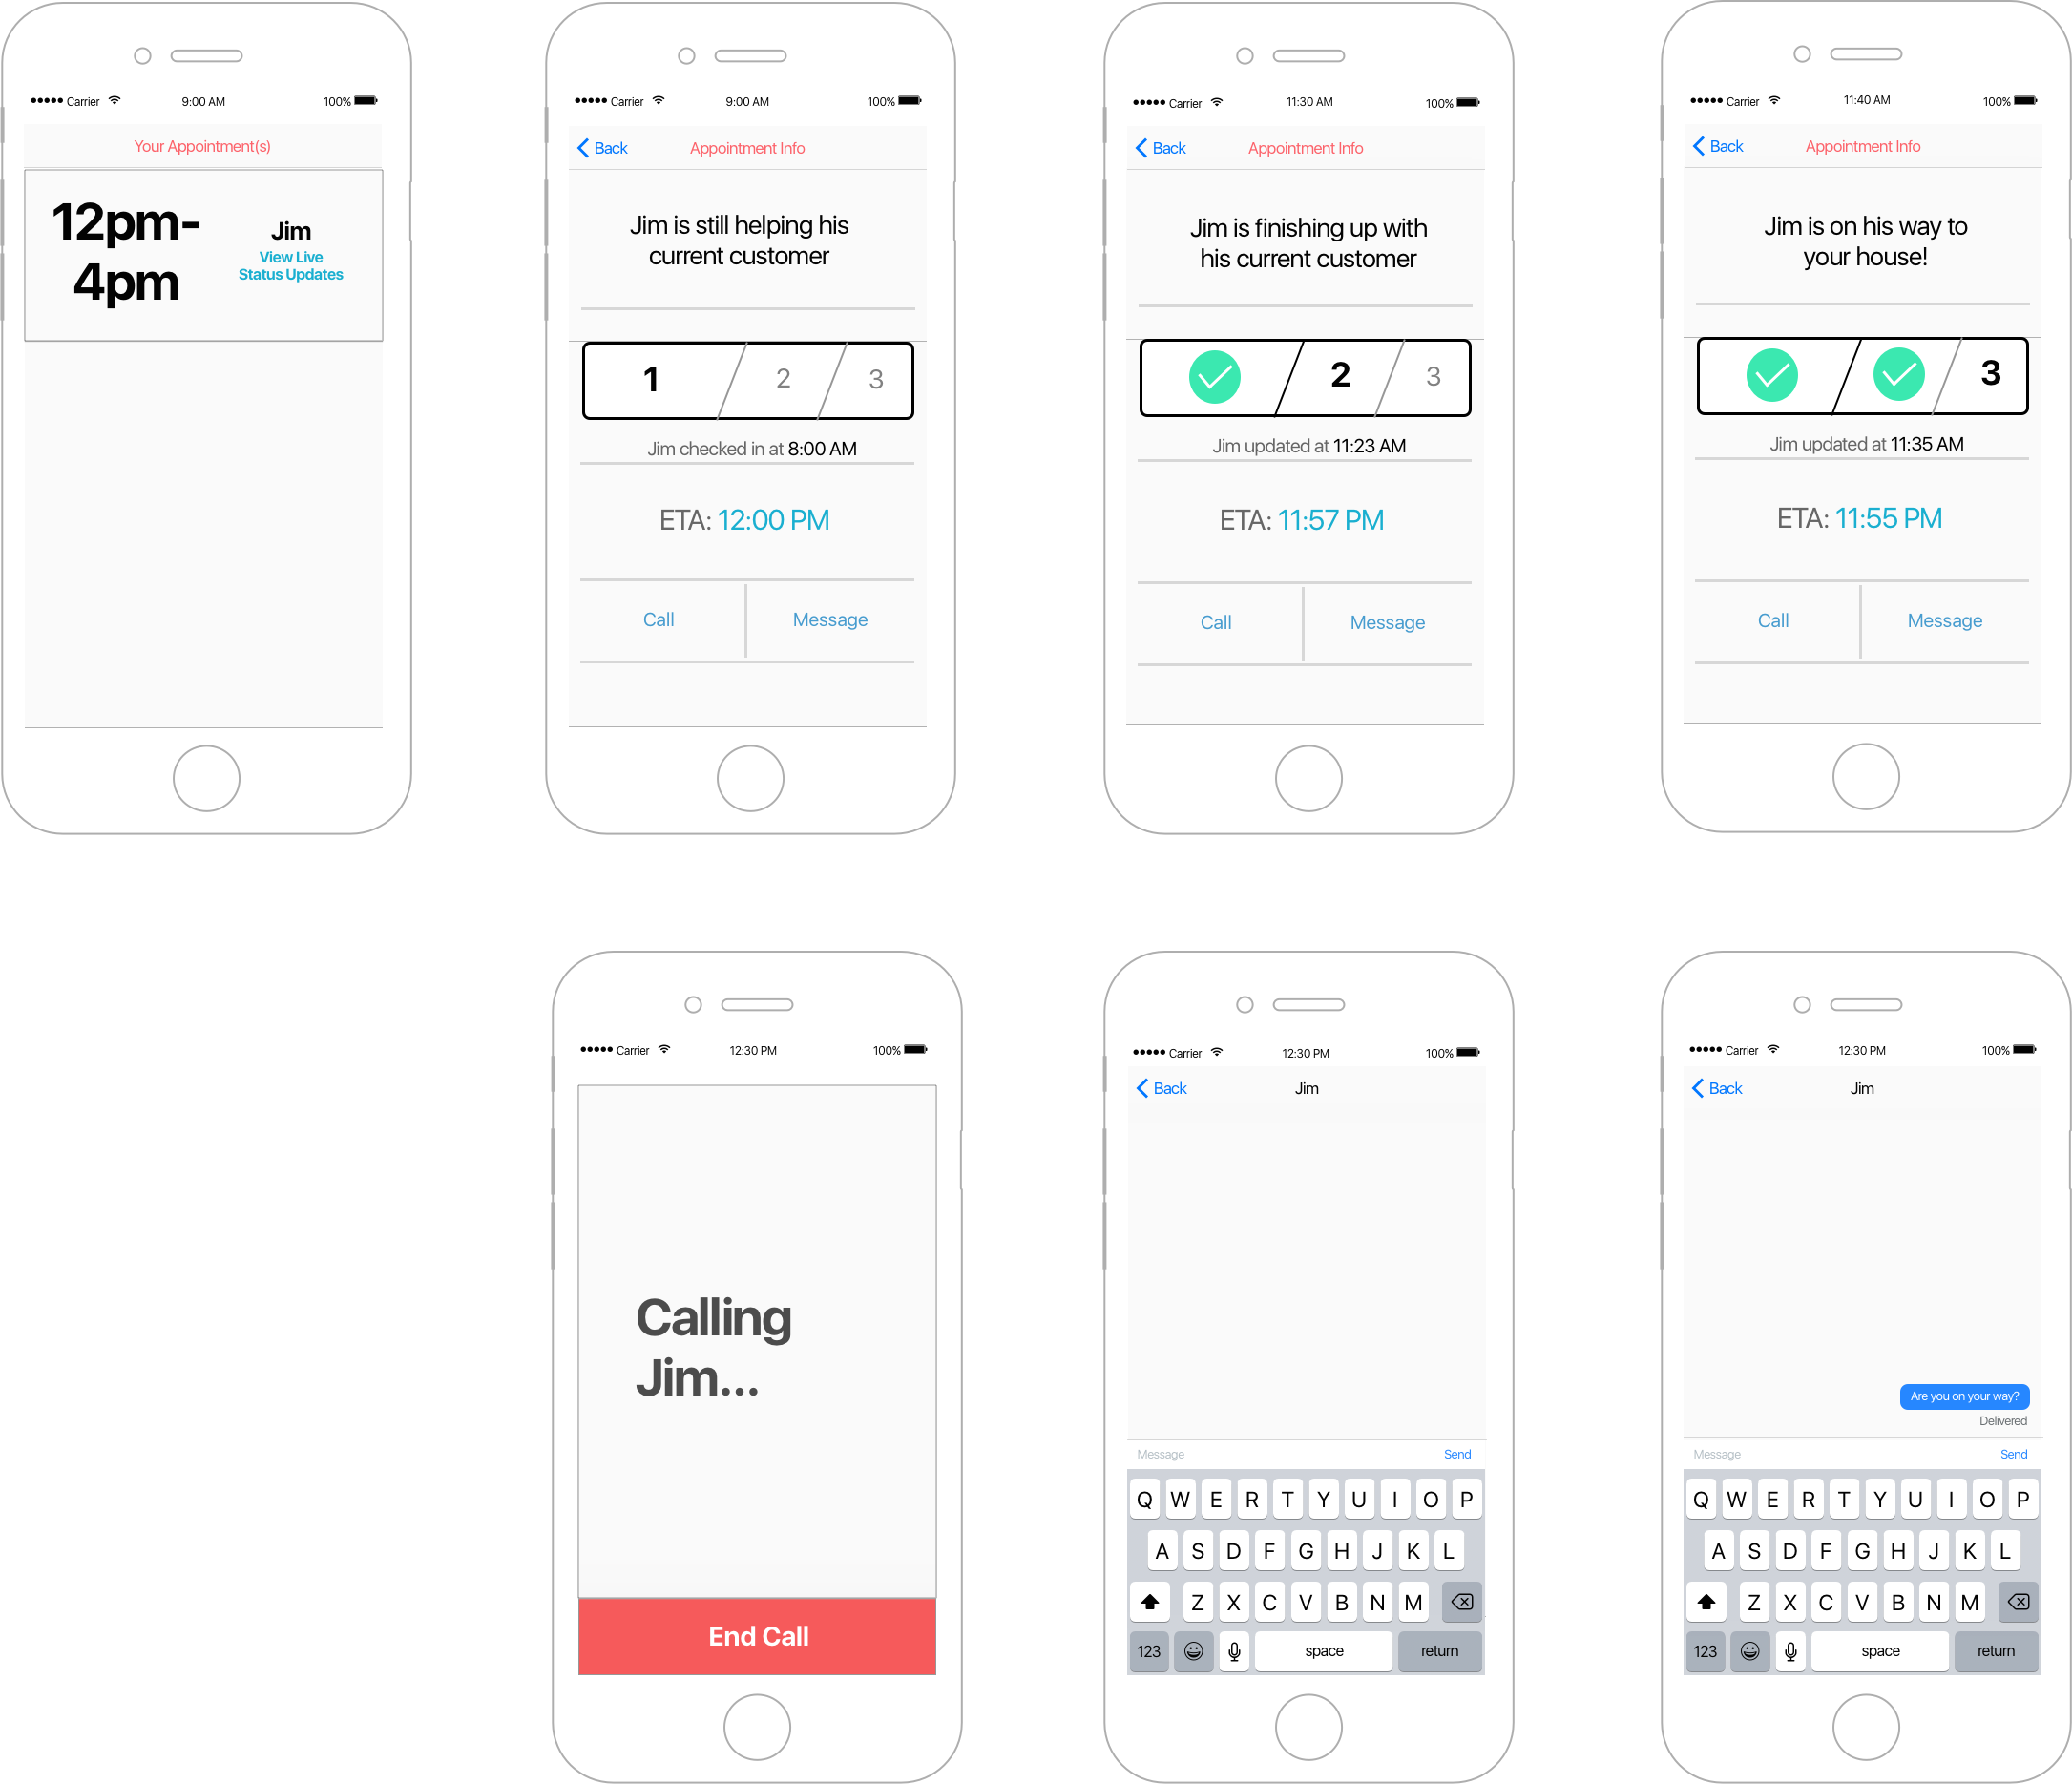 Carrier 9:00 AM 100%
Your Appointment(s)
12pm-
4pm
Jim
View Live
Status Updates
Carrier 9:00 AM 100%
Back Appointment Info
Jim is still helping his
current customer
1 2 3
Jim checked in at 8:00 AM
ETA: 12:00 PM
Call Message
Carrier 11:30 AM 100%
Back Appointment Info
Jim is finishing up with
his current customer
2 3
Jim updated at 11:23 AM
ETA: 11:57 PM
Call Message
Carrier 11:40 AM 100%
Back Appointment Info
Jim is on his way to
your house!
3
Jim updated at 11:35 AM
ETA: 11:55 PM
Call Message
Carrier 12:30 PM 100%
Calling
Jim...
End Call
Carrier 12:30 PM 100%
Back Jim
Message Send
Q W E R T Y U I O P
A S D F G H J K L
Z X C V B N M
123 space return
Carrier 12:30 PM 100%
Back Jim
Are you on your way?
Delivered
Message Send
Q W E R T Y U I O P
A S D F G H J K L
Z X C V B N M
123 space return